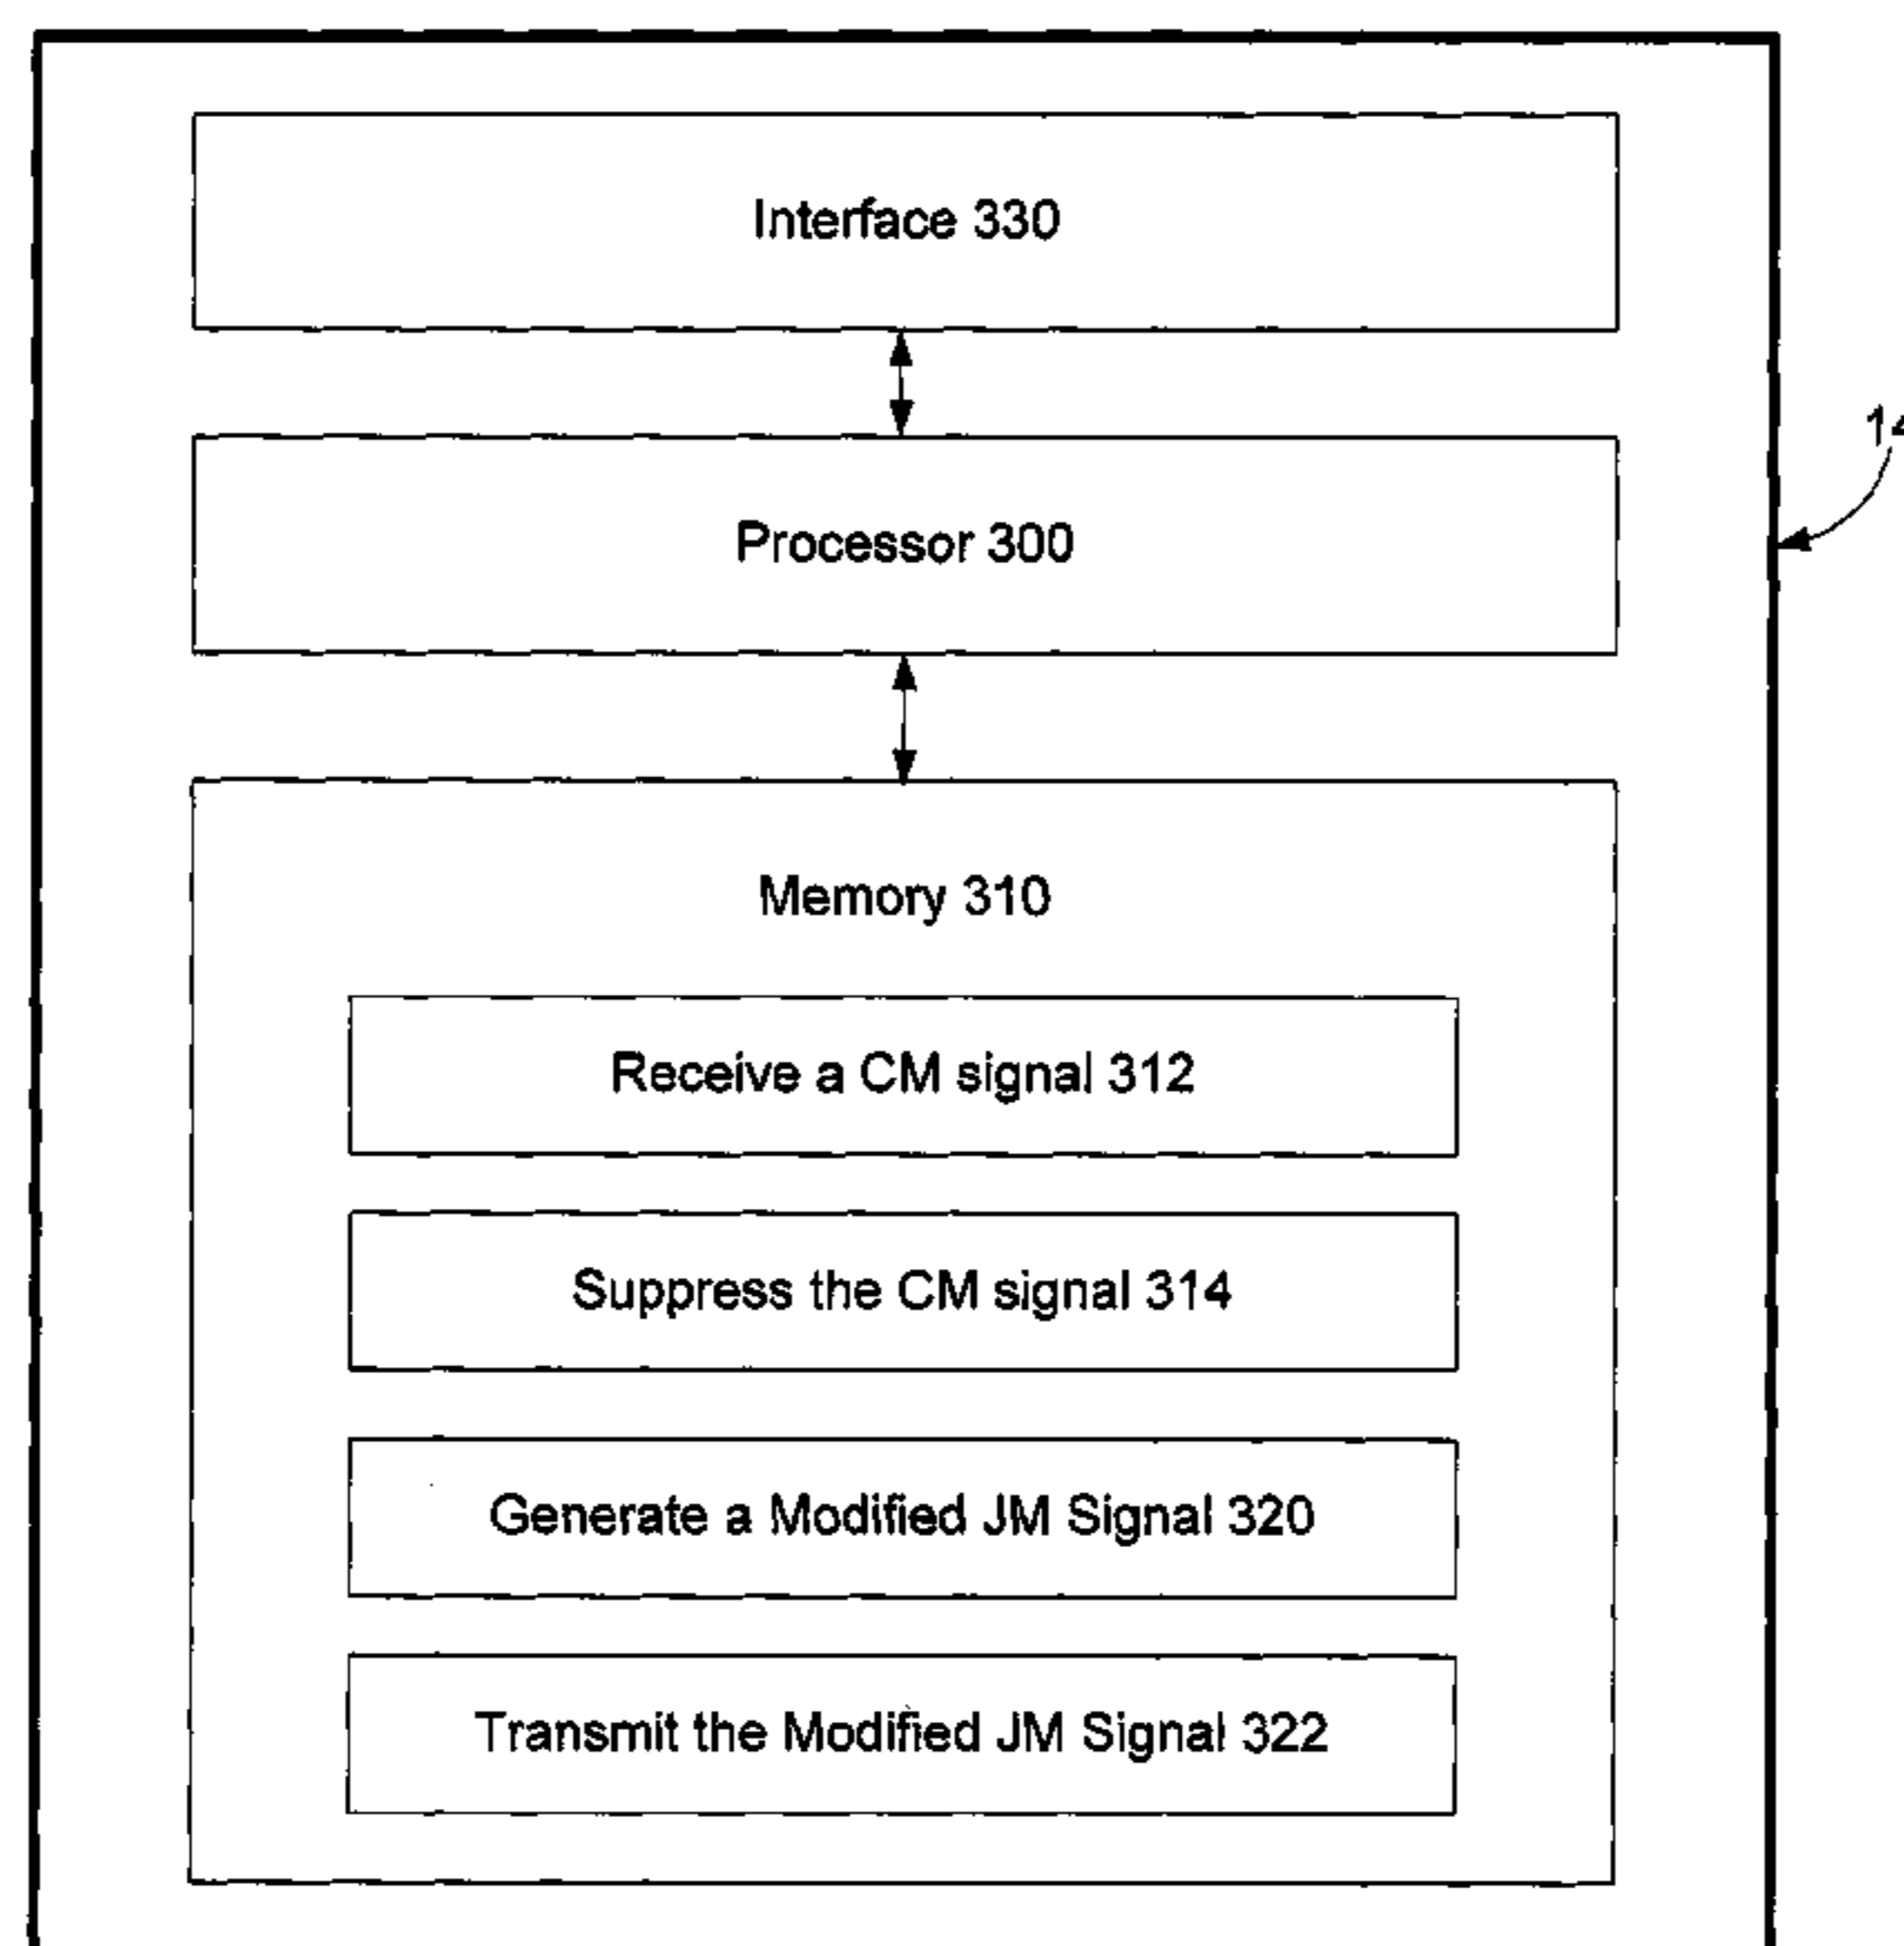 Interface 330
Processor 300
Memory 310
Receive a CM signal 312
Suppress the CM signal 314
Generate a Modified JM Signal 320
Transmit the Modified JM Signal 322